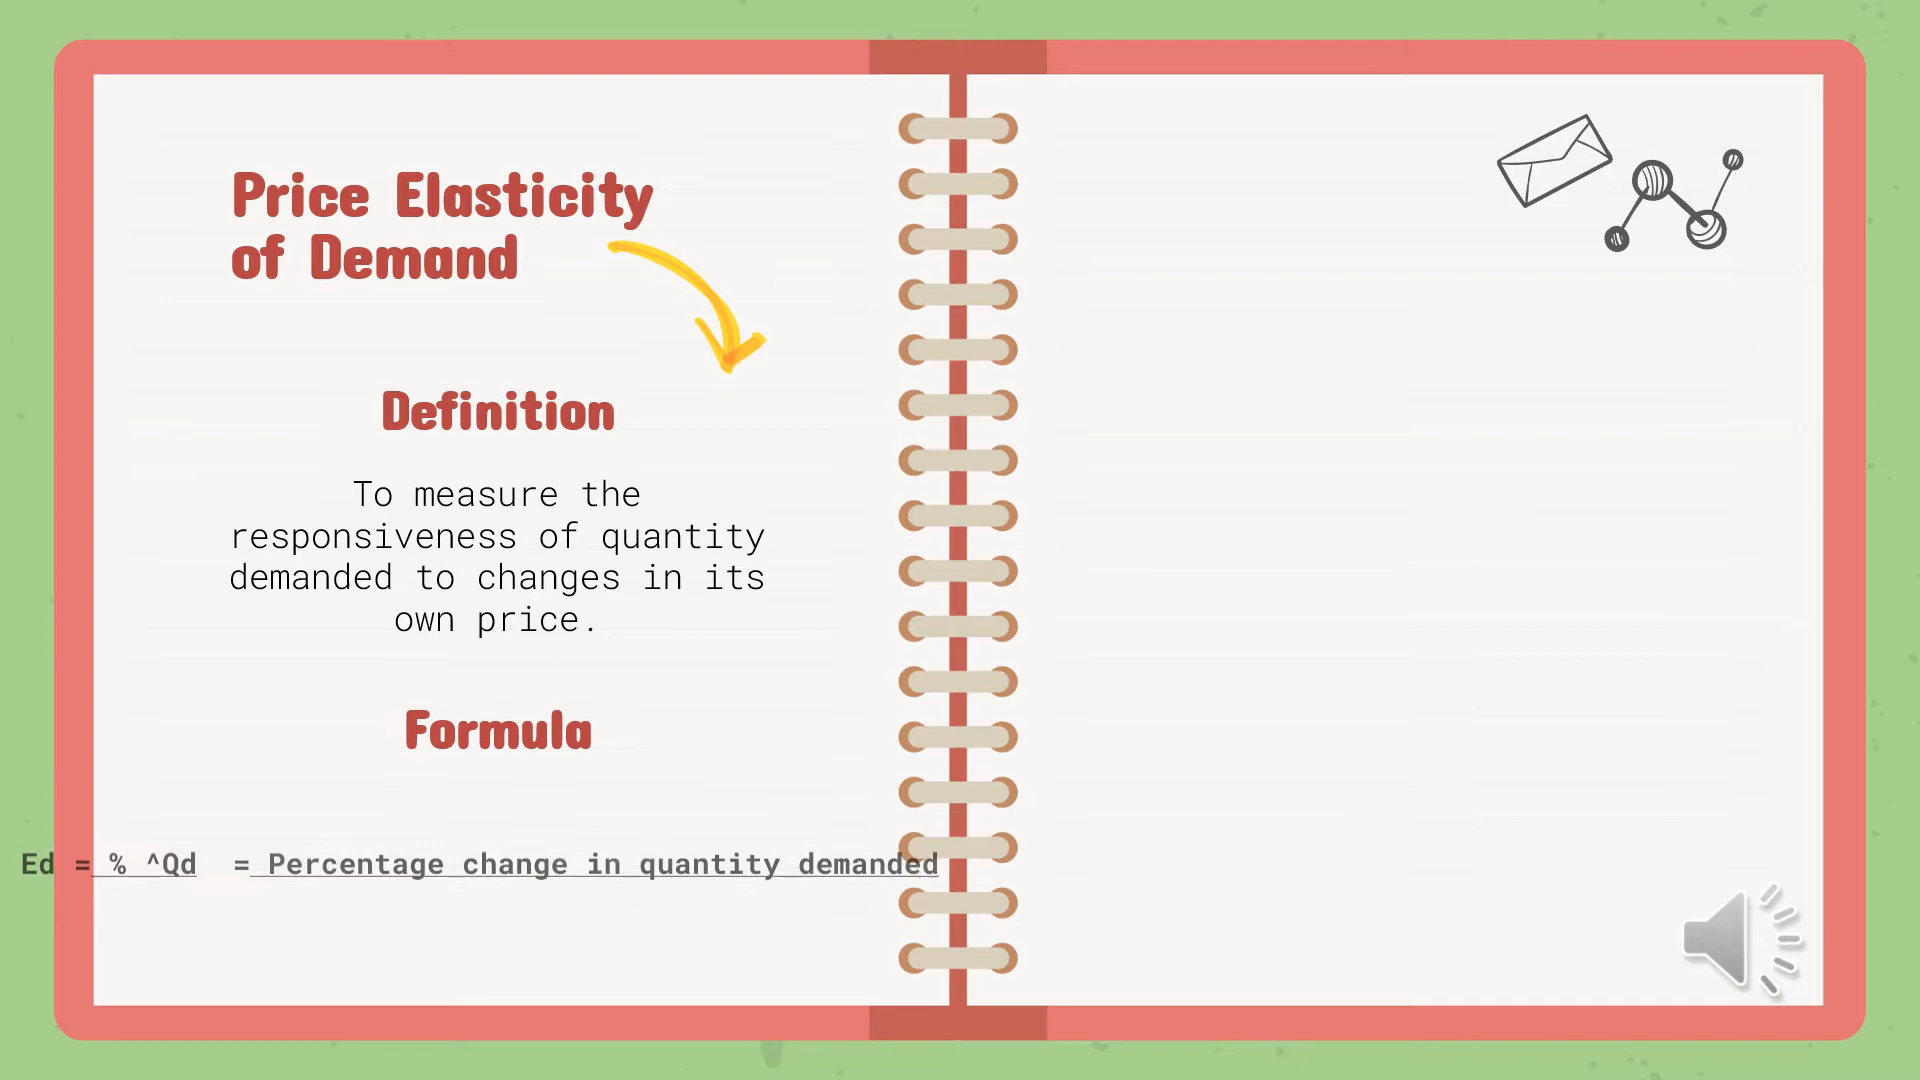 Price Elasticity
of Demand
Definition
To measure the
responsiveness of quantity
demanded to changes in its
own price.
Formula
Ed = % ^Qd = Percentage change in quantity demanded